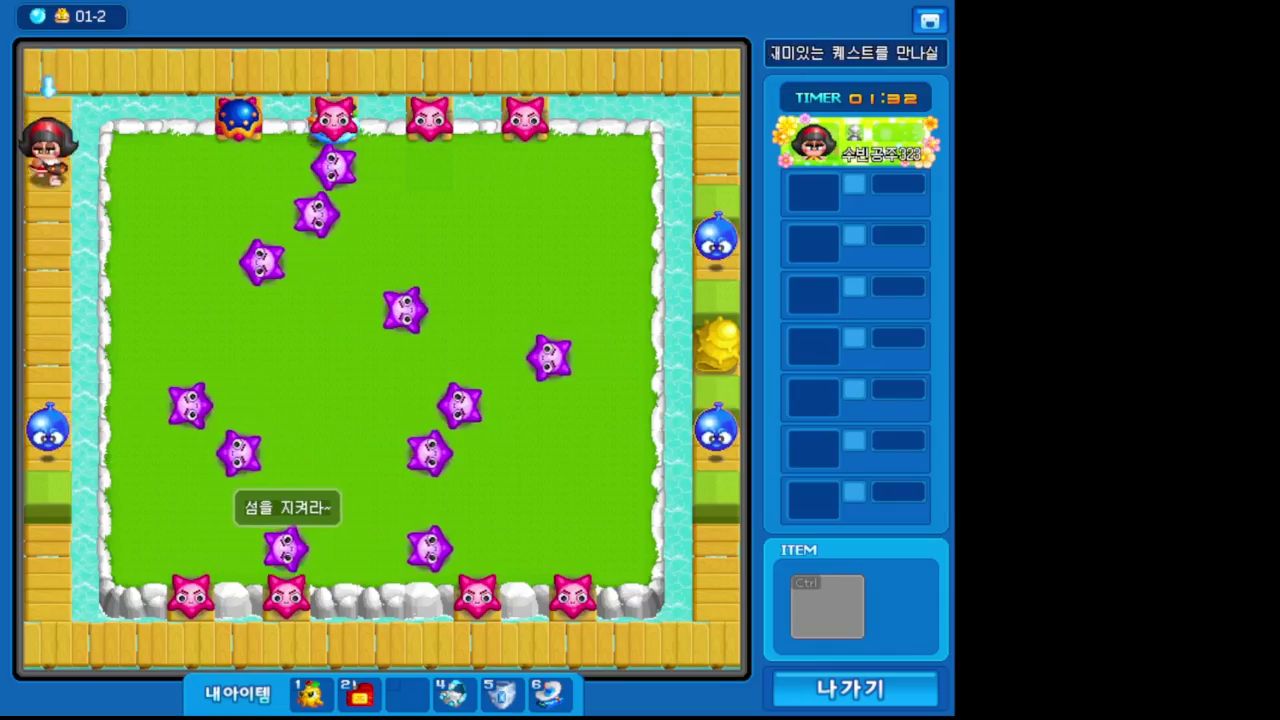 01-2
재미있는 퀘스트를 만나실
TIMER 01:32
수빈공주323
섬을 지켜라~
ITEM
Ctrl
내아이템
1
2
4
5
6
나가기